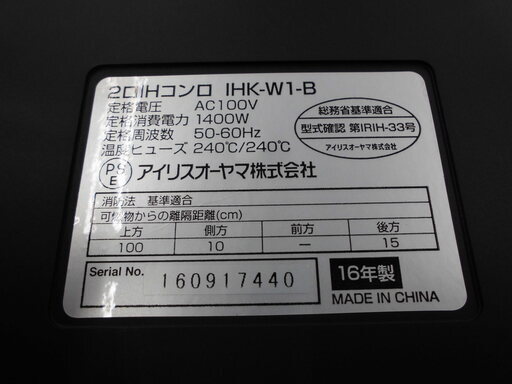 2口IHコンロ IHK-W1-B
定格電圧 AC100V
定格消費電力 1400W
定格周波数 50-60Hz
温度ヒューズ 240℃/240℃
総務省基準適合
型式確認 第IRIH-33号
アイリスオーヤマ株式会社
PSE アイリスオーヤマ株式会社
消防法 基準適合
可燃物からの離隔距離(cm)
上方 側方 前方 後方
100 10 ― 15
Serial No. 160917440
16年製
MADE IN CHINA